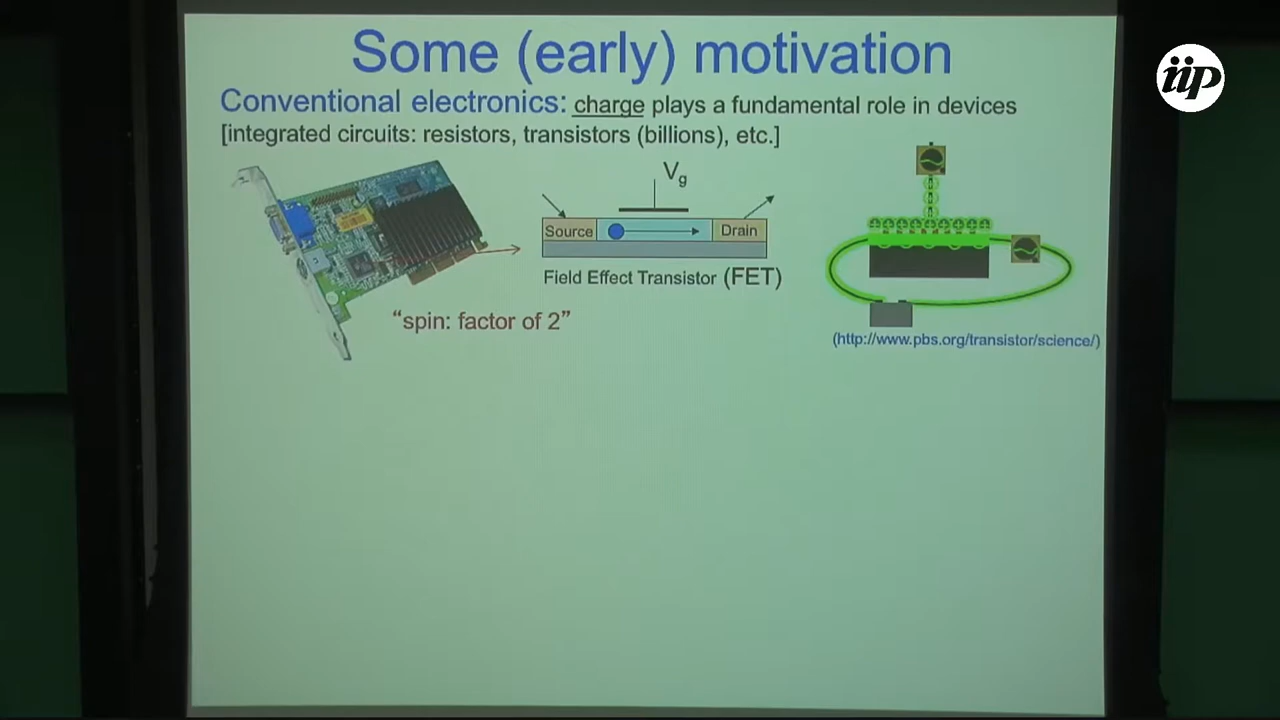 Some (early) motivation
Conventional electronics: charge plays a fundamental role in devices
[integrated circuits: resistors, transistors (billions), etc.]
Vg
Source
Drain
Field Effect Transistor (FET)
"spin: factor of 2"
(http://www.pbs.org/transistor/science/)
iip